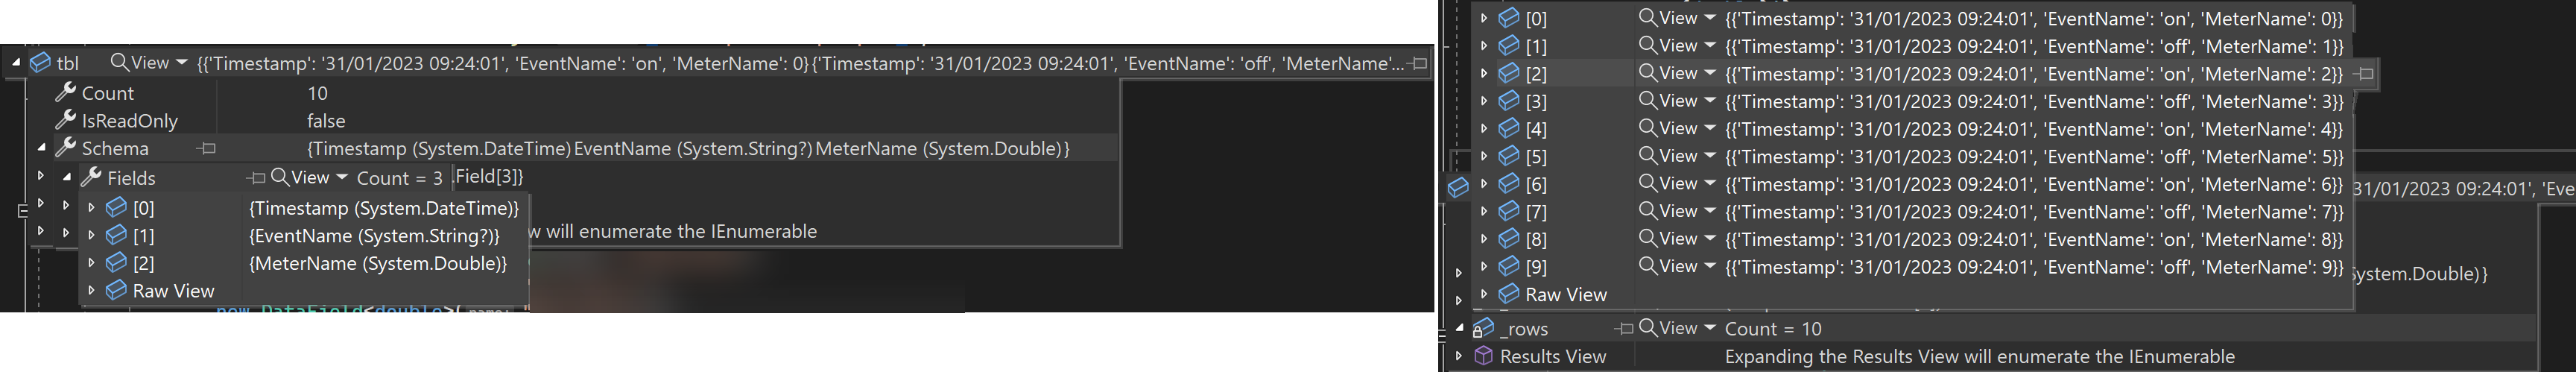 tbl View {{'Timestamp': '31/01/2023 09:24:01', 'EventName': 'on', 'MeterName': 0}{'Timestamp': '31/01/2023 09:24:01', 'EventName': 'off', 'MeterName'...
Count 10
IsReadOnly false
Schema {Timestamp (System.DateTime)EventName (System.String?)MeterName (System.Double)}
Fields View Count = 3 .Field[3]}
[0] {Timestamp (System.DateTime)}
[1] {EventName (System.String?)} w will enumerate the IEnumerable
[2] {MeterName (System.Double)}
Raw View
new DataField<double>(name:
[0] View {{'Timestamp': '31/01/2023 09:24:01', 'EventName': 'on', 'MeterName': 0}}
[1] View {{'Timestamp': '31/01/2023 09:24:01', 'EventName': 'off', 'MeterName': 1}}
[2] View {{'Timestamp': '31/01/2023 09:24:01', 'EventName': 'on', 'MeterName': 2}}
[3] View {{'Timestamp': '31/01/2023 09:24:01', 'EventName': 'off', 'MeterName': 3}}
[4] View {{'Timestamp': '31/01/2023 09:24:01', 'EventName': 'on', 'MeterName': 4}}
[5] View {{'Timestamp': '31/01/2023 09:24:01', 'EventName': 'off', 'MeterName': 5}}
[6] View {{'Timestamp': '31/01/2023 09:24:01', 'EventName': 'on', 'MeterName': 6}}
31/01/2023 09:24:01', 'Eve
[7] View {{'Timestamp': '31/01/2023 09:24:01', 'EventName': 'off', 'MeterName': 7}}
[8] View {{'Timestamp': '31/01/2023 09:24:01', 'EventName': 'on', 'MeterName': 8}}
[9] View {{'Timestamp': '31/01/2023 09:24:01', 'EventName': 'off', 'MeterName': 9}}
System.Double)}
Raw View
_rows View Count = 10
Results View Expanding the Results View will enumerate the IEnumerable